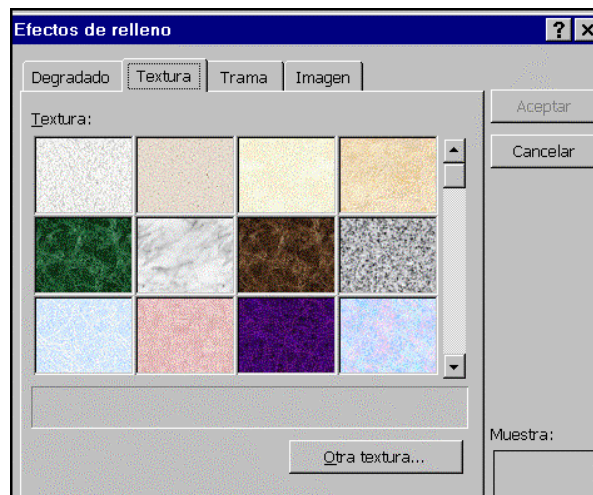 Efectos de relleno
Degradado Textura Trama Imagen
Textura:
Aceptar
Cancelar
Otra textura...
Muestra: